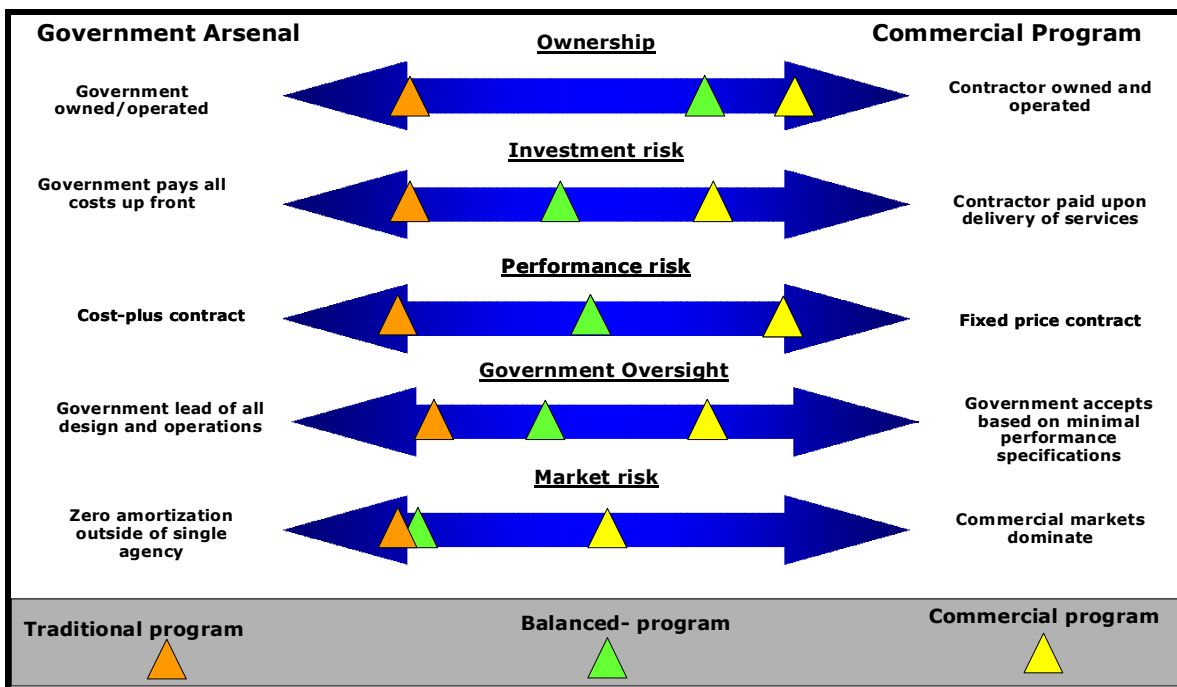 Government Arsenal
Commercial Program
Ownership
Government
owned/operated
Contractor owned and
operated
Investment risk
Government pays all
costs up front
Contractor paid upon
delivery of services
Performance risk
Cost-plus contract
Fixed price contract
Government Oversight
Government lead of all
design and operations
Government accepts
based on minimal
performance
specifications
Market risk
Zero amortization
outside of single
agency
Commercial markets
dominate
Traditional program
Balanced- program
Commercial program